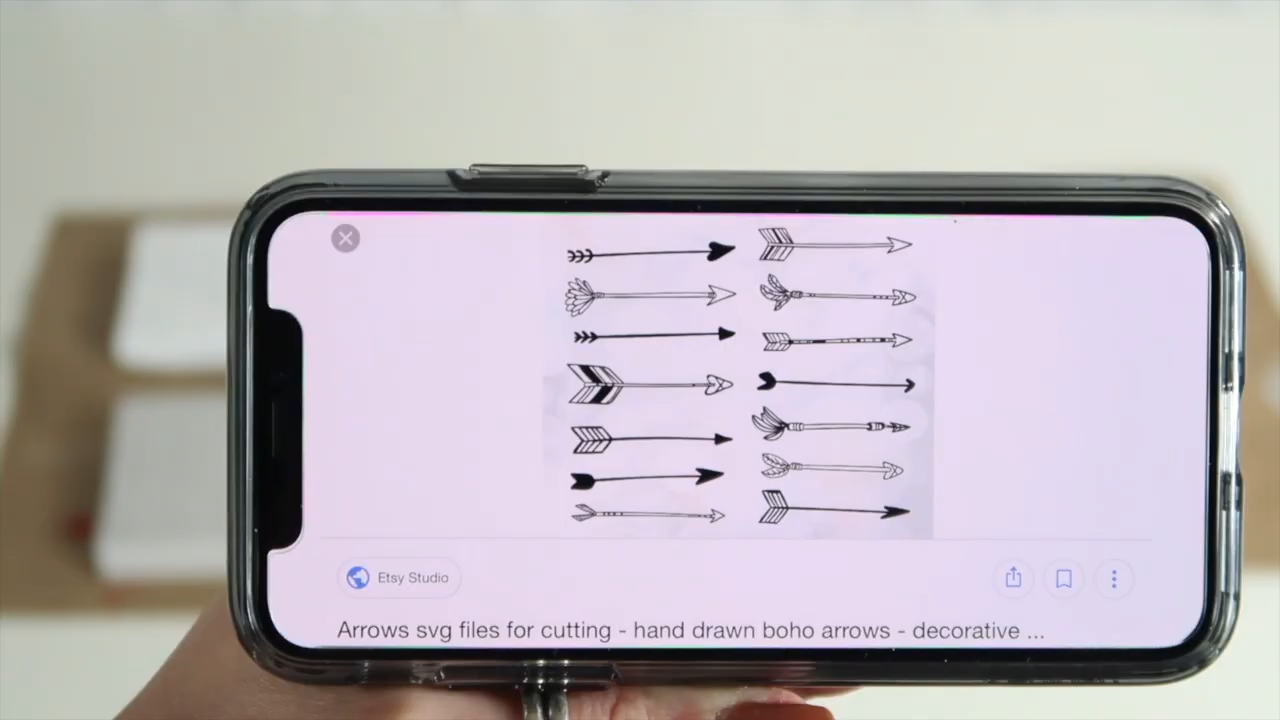 Etsy Studio
Arrows svg files for cutting - hand drawn boho arrows - decorative ...